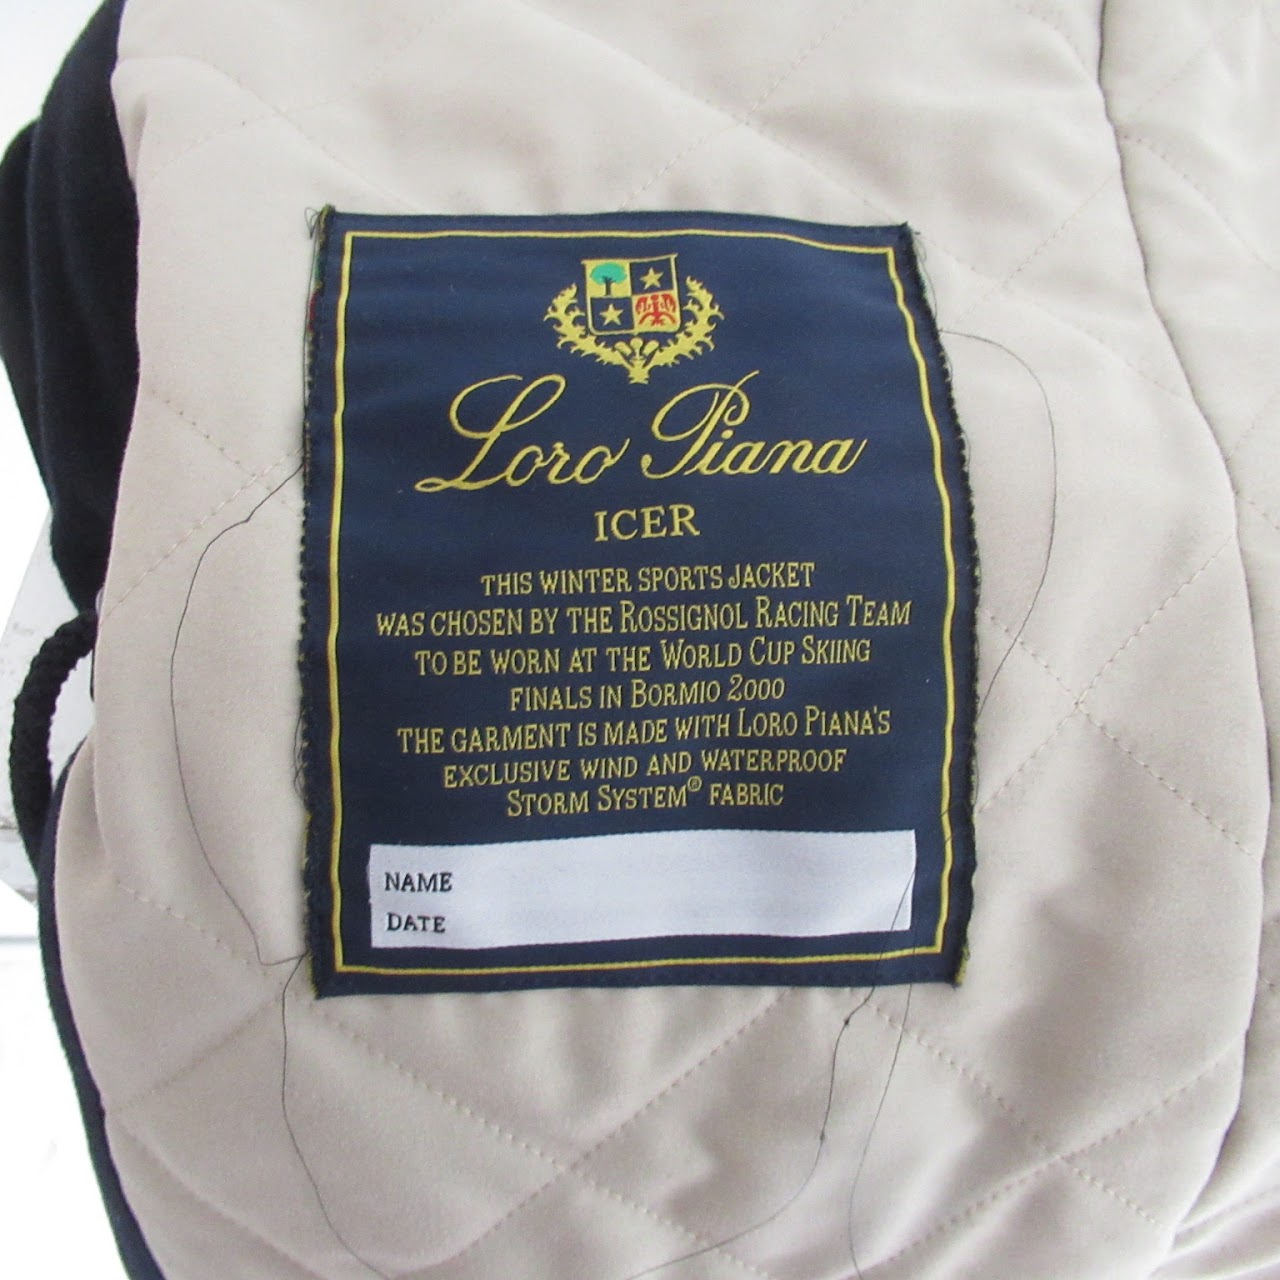 Loro Piana
ICER
THIS WINTER SPORTS JACKET
WAS CHOSEN BY THE ROSSIGNOL RACING TEAM
TO BE WORN AT THE WORLD CUP SKIING
FINALS IN BORMIO 2000
THE GARMENT IS MADE WITH LORO PIANA'S
EXCLUSIVE WIND AND WATERPROOF
STORM SYSTEM® FABRIC
NAME
DATE